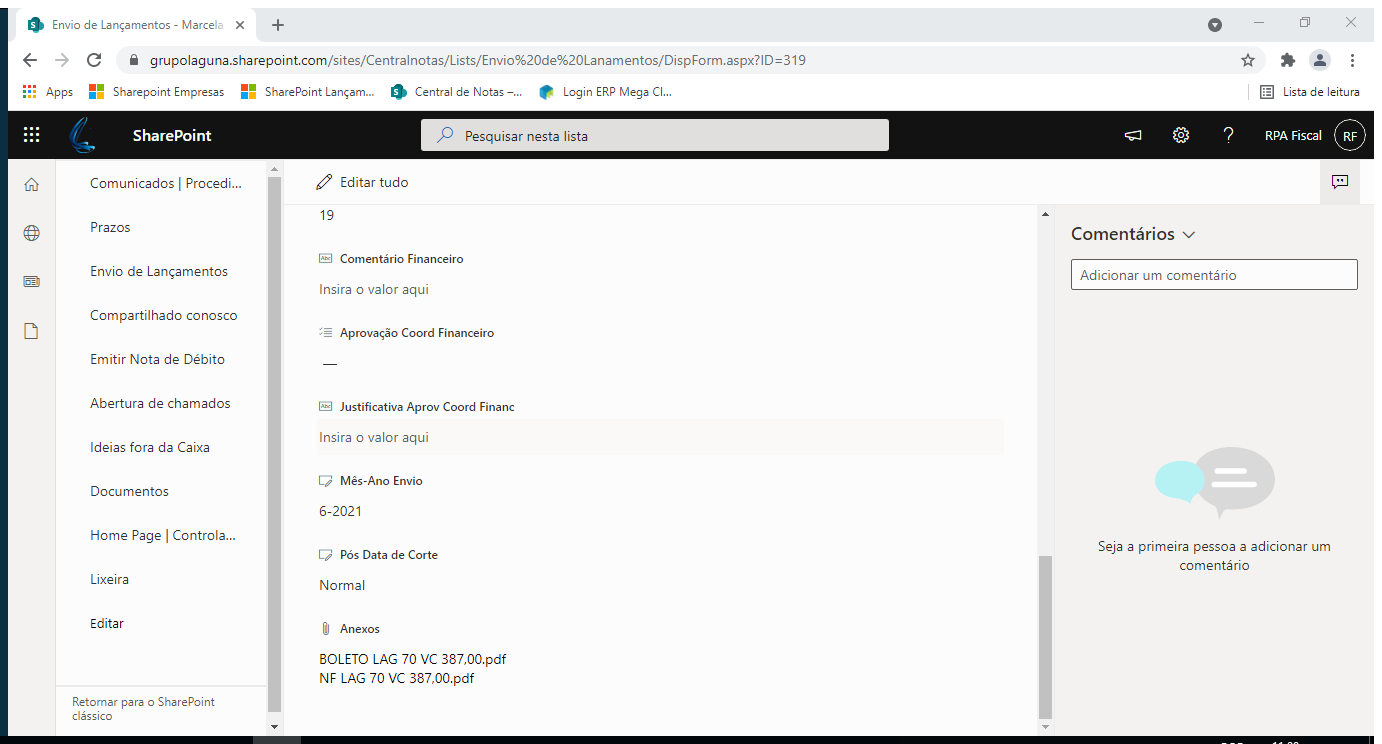 Envio de Lançamentos - Marcela
grupolaguna.sharepoint.com/sites/Centralnotas/Lists/Envio%20de%20Lanamentos/DispForm.aspx?ID=319
Apps
Sharepoint Empresas
SharePoint Lançam...
Central de Notas –...
Login ERP Mega Cl...
Lista de leitura
SharePoint
Pesquisar nesta lista
RPA Fiscal
RF
Comunicados | Procedi...
Prazos
Envio de Lançamentos
Compartilhado conosco
Emitir Nota de Débito
Abertura de chamados
Ideias fora da Caixa
Documentos
Home Page | Controla...
Lixeira
Editar
Retornar para o SharePoint
clássico
Editar tudo
19
Abc Comentário Financeiro
Insira o valor aqui
Aprovação Coord Financeiro
—
Abc Justificativa Aprov Coord Financ
Insira o valor aqui
Mês-Ano Envio
6-2021
Pós Data de Corte
Normal
Anexos
BOLETO LAG 70 VC 387,00.pdf
NF LAG 70 VC 387,00.pdf
Comentários
Adicionar um comentário
Seja a primeira pessoa a adicionar um
comentário